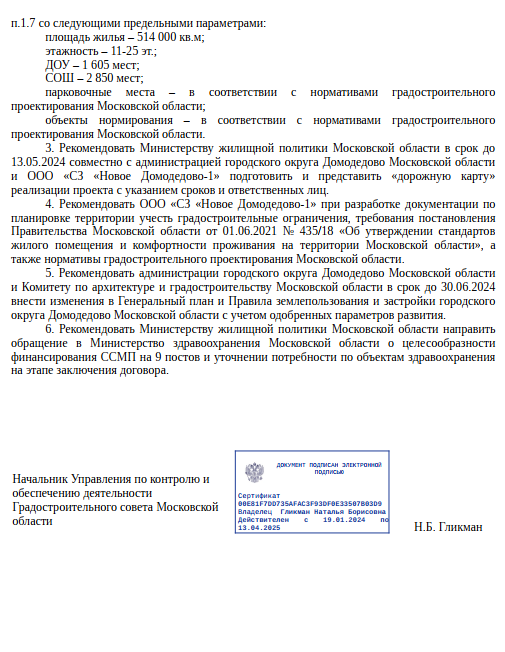 п.1.7 со следующими предельными параметрами:
площадь жилья – 514 000 кв.м;
этажность – 11-25 эт.;
ДОУ – 1 605 мест;
СОШ – 2 850 мест;
парковочные места – в соответствии с нормативами градостроительного
проектирования Московской области;
объекты нормирования – в соответствии с нормативами градостроительного
проектирования Московской области.
3. Рекомендовать Министерству жилищной политики Московской области в срок до
13.05.2024 совместно с администрацией городского округа Домодедово Московской области
и ООО «СЗ «Новое Домодедово-1» подготовить и представить «дорожную карту»
реализации проекта с указанием сроков и ответственных лиц.
4. Рекомендовать ООО «СЗ «Новое Домодедово-1» при разработке документации по
планировке территории учесть градостроительные ограничения, требования постановления
Правительства Московской области от 01.06.2021 № 435/18 «Об утверждении стандартов
жилого помещения и комфортности проживания на территории Московской области», а
также нормативы градостроительного проектирования Московской области.
5. Рекомендовать администрации городского округа Домодедово Московской области
и Комитету по архитектуре и градостроительству Московской области в срок до 30.06.2024
внести изменения в Генеральный план и Правила землепользования и застройки городского
округа Домодедово Московской области с учетом одобренных параметров развития.
6. Рекомендовать Министерству жилищной политики Московской области направить
обращение в Министерство здравоохранения Московской области о целесообразности
финансирования ССМП на 9 постов и уточнении потребности по объектам здравоохранения
на этапе заключения договора.
Начальник Управления по контролю и
обеспечению деятельности
Градостроительного совета Московской
области
ДОКУМЕНТ ПОДПИСАН ЭЛЕКТРОННОЙ
ПОДПИСЬЮ
Сертификат
00E81F7DD735AFAC3F93DF0E33507B03D9
Владелец Гликман Наталья Борисовна
Действителен с 19.01.2024 по
13.04.2025
Н.Б. Гликман